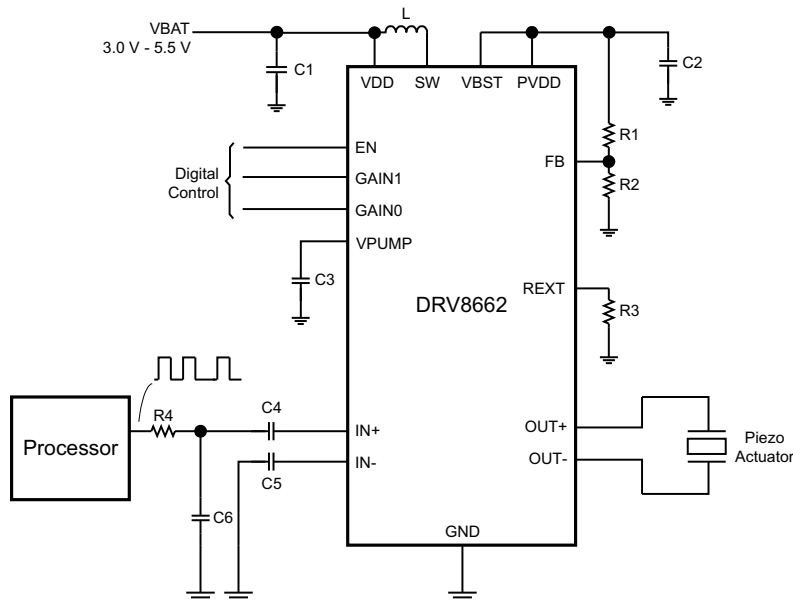 L
VBAT
3.0 V - 5.5 V
C1
C2
VDD SW VBST PVDD
R1
EN
FB
Digital
Control
GAIN1
R2
GAIN0
VPUMP
C3
REXT
DRV8662
R3
Processor
R4
C4
IN+
OUT+
Piezo
Actuator
IN-
OUT-
C5
C6
GND